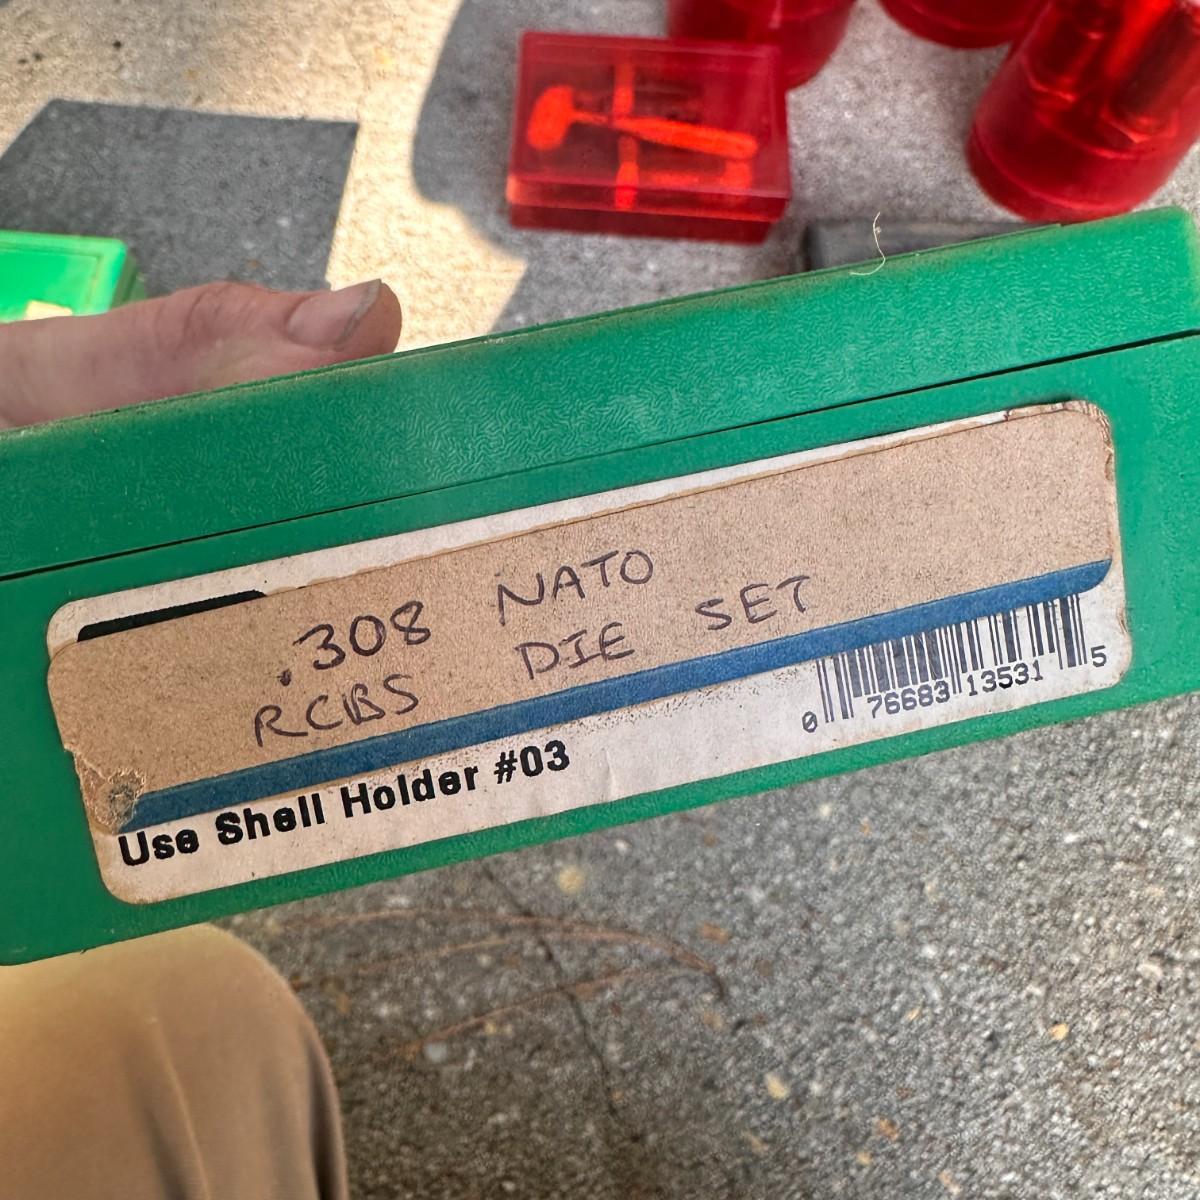 .308 NATO
RCBS DIE SET
Use Shell Holder #03
0 76683 13531 5